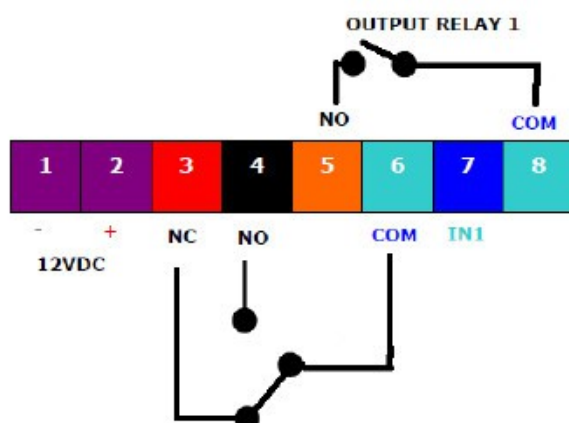 OUTPUT RELAY 1
NO COM
1 2 3 4 5 6 7 8
- + NC NO COM IN1
12VDC